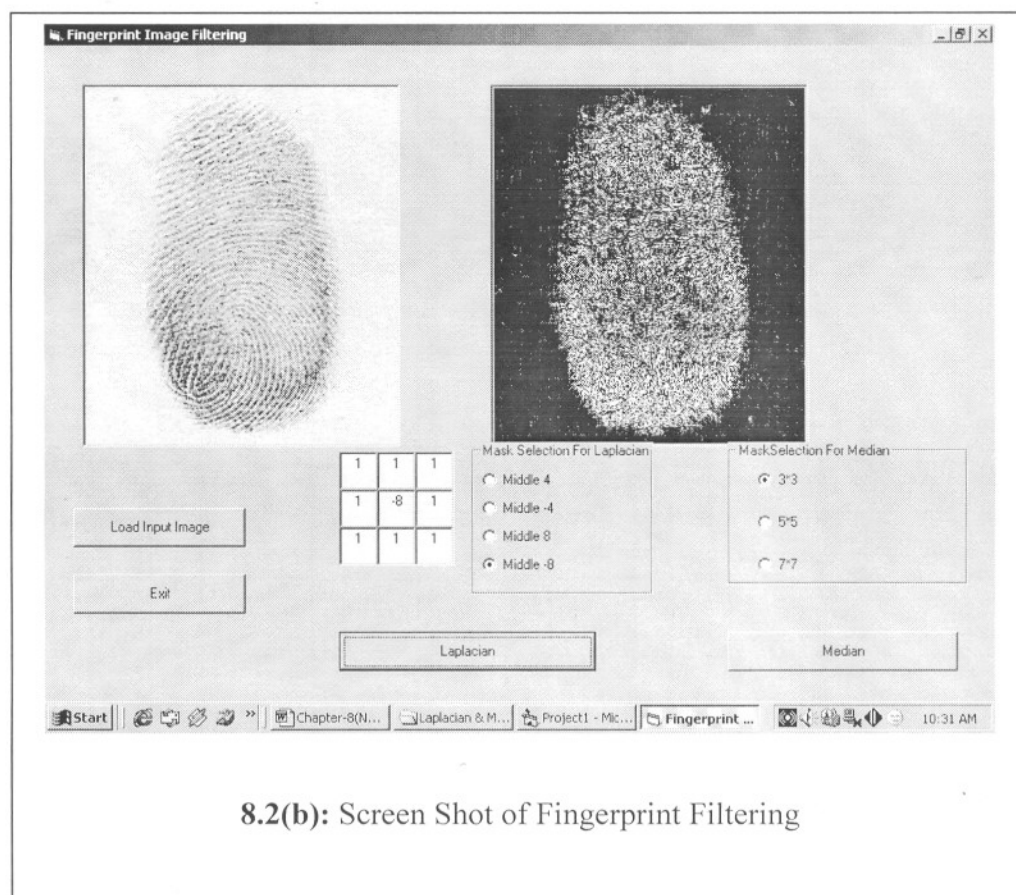 Fingerprint Image Filtering
1 1 1
1 -8 1
1 1 1
Mask Selection For Laplacian
Middle 4
Middle -4
Middle 8
Middle -8
MaskSelection For Median
3*3
5*5
7*7
Load Input Image
Exit
Laplacian
Median
Start
»
Chapter-8(N...
Laplacian & M...
Project1 - Mic...
Fingerprint ...
10:31 AM
8.2(b): Screen Shot of Fingerprint Filtering